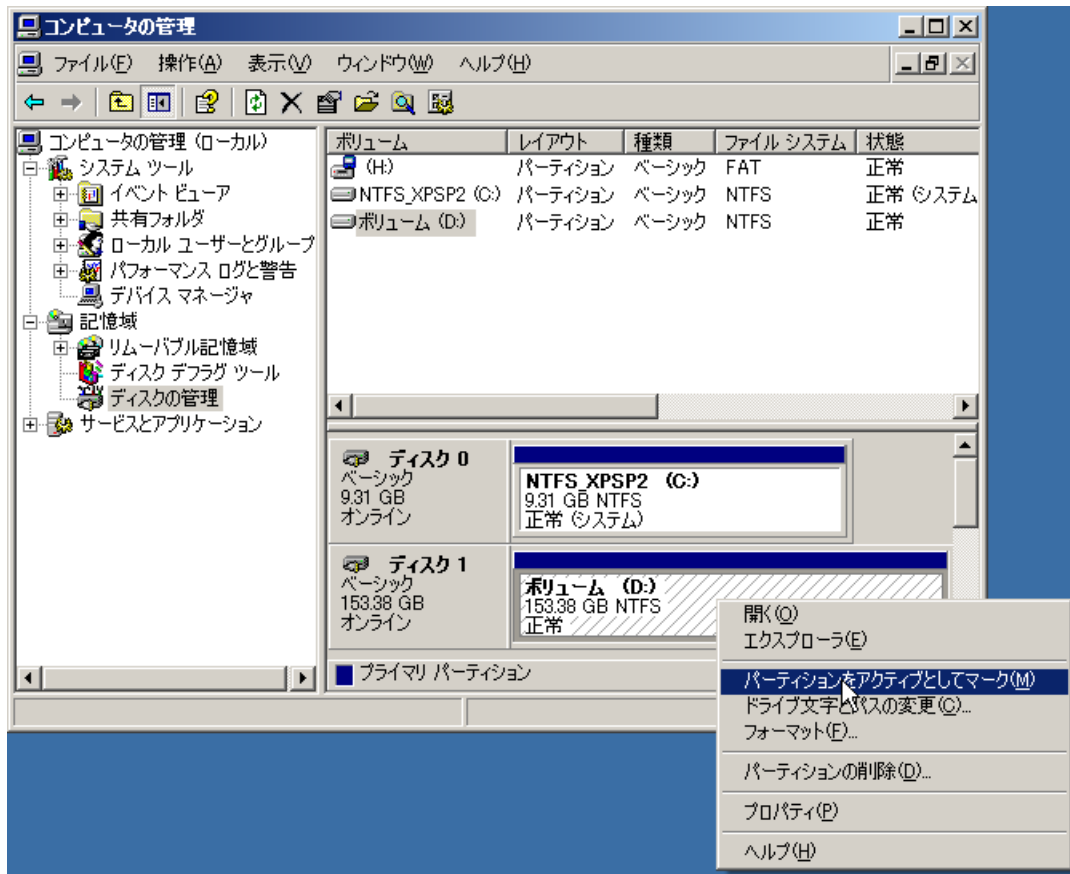 コンピュータの管理
ファイル(F) 操作(A) 表示(V) ウィンドウ(W) ヘルプ(H)
コンピュータの管理 (ローカル)
システム ツール
イベント ビューア
共有フォルダ
ローカル ユーザーとグループ
パフォーマンス ログと警告
デバイス マネージャ
記憶域
リムーバブル記憶域
ディスク デフラグ ツール
ディスクの管理
サービスとアプリケーション
ボリューム レイアウト 種類 ファイル システム 状態
(H:) パーティション ベーシック FAT 正常
NTFS_XPSP2 (C:) パーティション ベーシック NTFS 正常 (システム
ボリューム (D:) パーティション ベーシック NTFS 正常
ディスク 0
ベーシック
9.31 GB
オンライン
NTFS_XPSP2 (C:)
9.31 GB NTFS
正常 (システム)
ディスク 1
ベーシック
153.38 GB
オンライン
ボリューム (D:)
153.38 GB NTFS
正常
プライマリ パーティション
開く(O)
エクスプローラ(E)
パーティションをアクティブとしてマーク(M)
ドライブ文字とパスの変更(C)...
フォーマット(F)...
パーティションの削除(D)...
プロパティ(P)
ヘルプ(H)